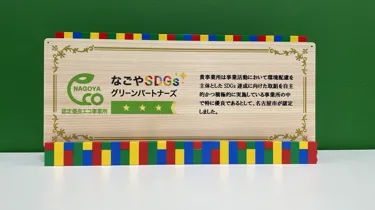 NAGOYA
eco
認定優良エコ事業所
なごやSDGs
グリーンパートナーズ
貴事業所は事業活動において環境配慮を
主体としたSDGs 達成に向けた取組を自主
的かつ積極的に実施している事業所の中
で特に優良であるとして、名古屋市が認定し
ました。